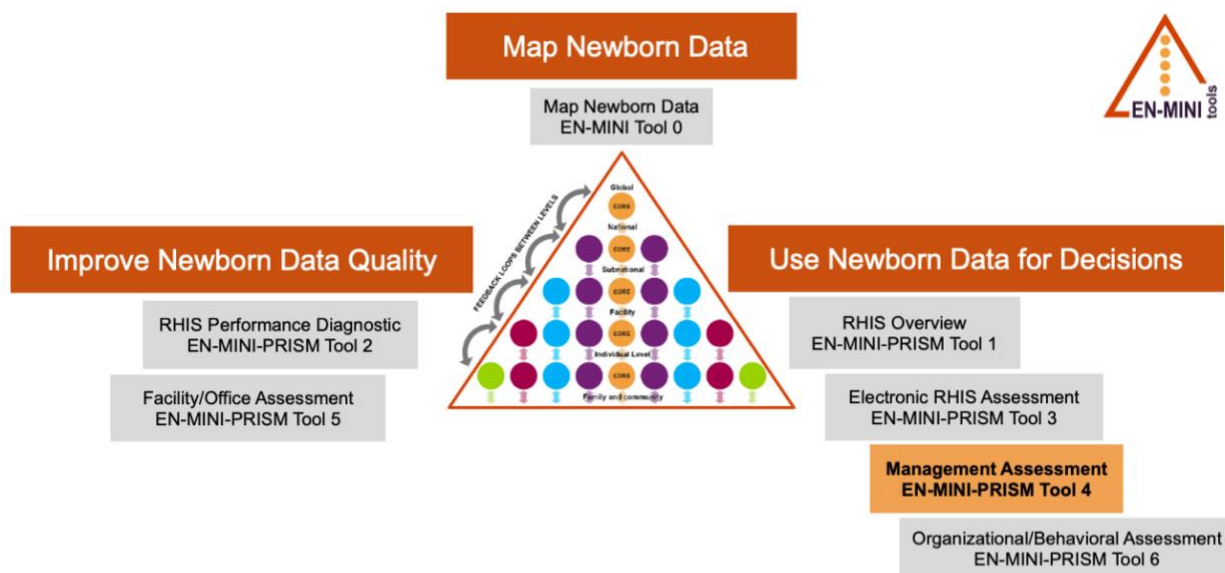 Map Newborn Data
Map Newborn Data
EN-MINI Tool 0
EN-MINI
tools
Improve Newborn Data Quality
RHIS Performance Diagnostic
EN-MINI-PRISM Tool 2
Facility/Office Assessment
EN-MINI-PRISM Tool 5
FEEDBACK LOOPS BETWEEN LEVELS
Global
CORE
National
CORE
Subnational
CORE
Facility
CORE
Individual Level
CORE
Family and community
Use Newborn Data for Decisions
RHIS Overview
EN-MINI-PRISM Tool 1
Electronic RHIS Assessment
EN-MINI-PRISM Tool 3
Management Assessment
EN-MINI-PRISM Tool 4
Organizational/Behavioral Assessment
EN-MINI-PRISM Tool 6